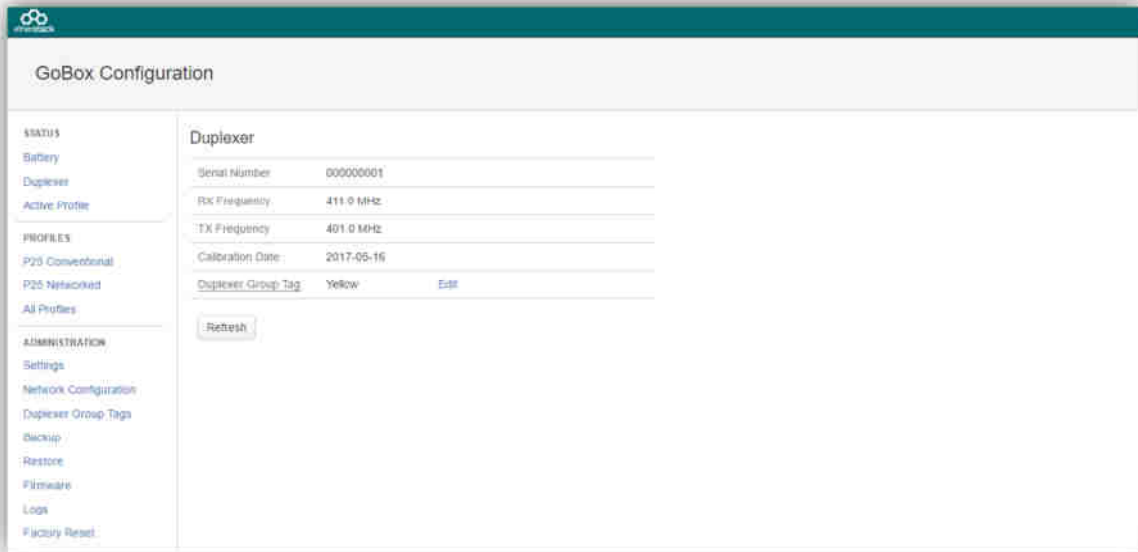 etherstack
GoBox Configuration
STATUS
Battery
Duplexer
Active Profile
PROFILES
P25 Conventional
P25 Networked
All Profiles
ADMINISTRATION
Settings
Network Configuration
Duplexer Group Tags
Backup
Restore
Firmware
Logs
Factory Reset
Duplexer
Serial Number 000000001
RX Frequency 411.0 MHz
TX Frequency 401.0 MHz
Calibration Date 2017-05-16
Duplexer Group Tag Yellow Edit
Refresh